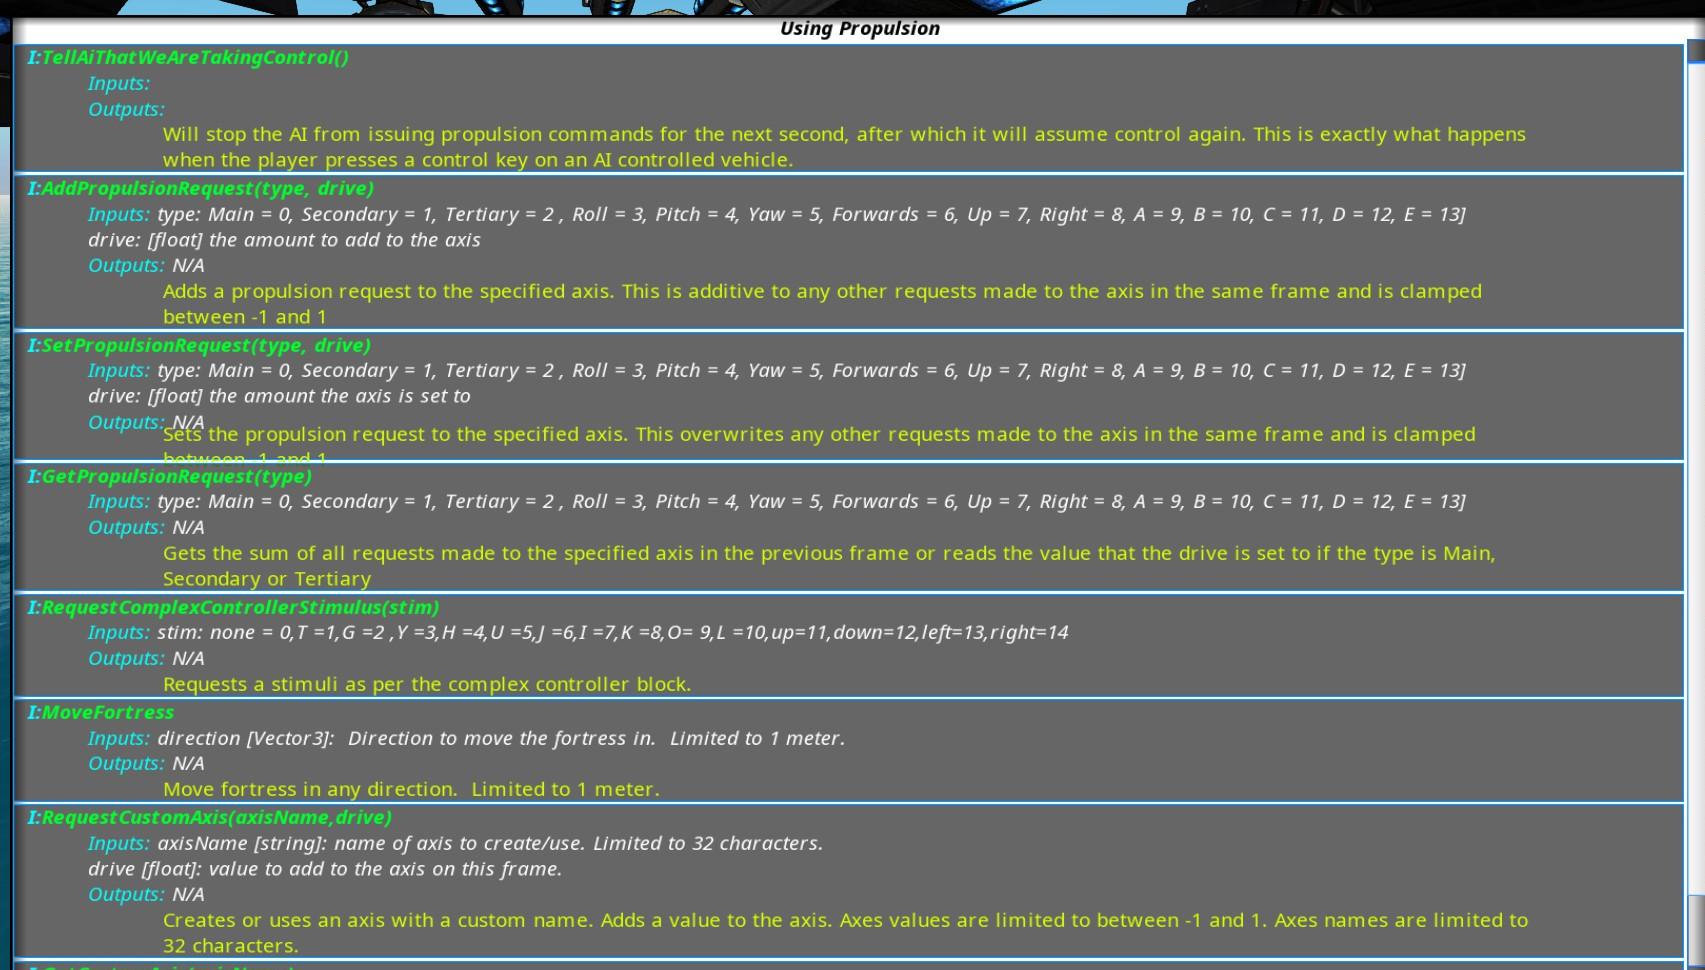 Using Propulsion
I:TellAiThatWeAreTakingControl()
Inputs:
Outputs:
Will stop the AI from issuing propulsion commands for the next second, after which it will assume control again. This is exactly what happens
when the player presses a control key on an AI controlled vehicle.
I:AddPropulsionRequest(type, drive)
Inputs: type: Main = 0, Secondary = 1, Tertiary = 2 , Roll = 3, Pitch = 4, Yaw = 5, Forwards = 6, Up = 7, Right = 8, A = 9, B = 10, C = 11, D = 12, E = 13]
drive: [float] the amount to add to the axis
Outputs: N/A
Adds a propulsion request to the specified axis. This is additive to any other requests made to the axis in the same frame and is clamped
between -1 and 1
I:SetPropulsionRequest(type, drive)
Inputs: type: Main = 0, Secondary = 1, Tertiary = 2 , Roll = 3, Pitch = 4, Yaw = 5, Forwards = 6, Up = 7, Right = 8, A = 9, B = 10, C = 11, D = 12, E = 13]
drive: [float] the amount the axis is set to
Outputs: N/A
Sets the propulsion request to the specified axis. This overwrites any other requests made to the axis in the same frame and is clamped
between -1 and 1
I:GetPropulsionRequest(type)
Inputs: type: Main = 0, Secondary = 1, Tertiary = 2 , Roll = 3, Pitch = 4, Yaw = 5, Forwards = 6, Up = 7, Right = 8, A = 9, B = 10, C = 11, D = 12, E = 13]
Outputs: N/A
Gets the sum of all requests made to the specified axis in the previous frame or reads the value that the drive is set to if the type is Main,
Secondary or Tertiary
I:RequestComplexControllerStimulus(stim)
Inputs: stim: none = 0,T =1,G =2 ,Y =3,H =4,U =5,J =6,I =7,K =8,O= 9,L =10,up=11,down=12,left=13,right=14
Outputs: N/A
Requests a stimuli as per the complex controller block.
I:MoveFortress
Inputs: direction [Vector3]:  Direction to move the fortress in.  Limited to 1 meter.
Outputs: N/A
Move fortress in any direction.  Limited to 1 meter.
I:RequestCustomAxis(axisName,drive)
Inputs: axisName [string]: name of axis to create/use. Limited to 32 characters.
drive [float]: value to add to the axis on this frame.
Outputs: N/A
Creates or uses an axis with a custom name. Adds a value to the axis. Axes values are limited to between -1 and 1. Axes names are limited to
32 characters.